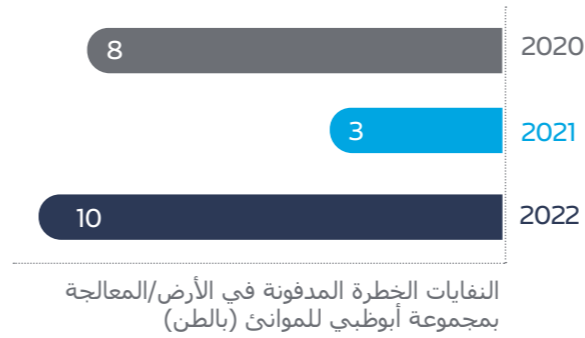 2020 8
2021 3
2022 10
النفايات الخطرة المدفونة في الأرض/المعالجة
بمجموعة أبوظبي للموانئ (بالطن)